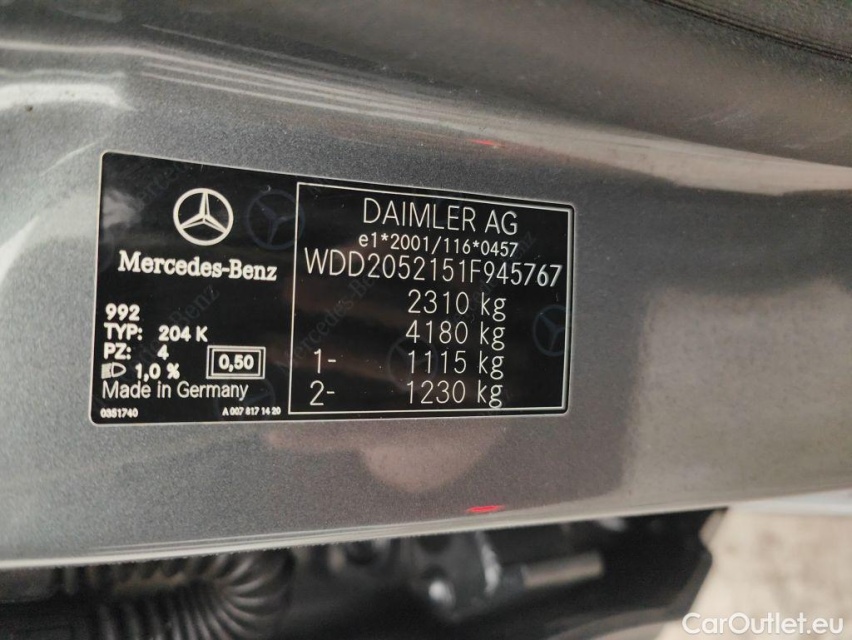 Mercedes-Benz
992
TYP: 204 K
PZ: 4
1,0 %
0,50
Made in Germany
0351740
A 007 817 14 20
DAIMLER AG
e1*2001/116*0457
WDD2052151F945767
2310 kg
4180 kg
1- 1115 kg
2- 1230 kg
CarOutlet.eu